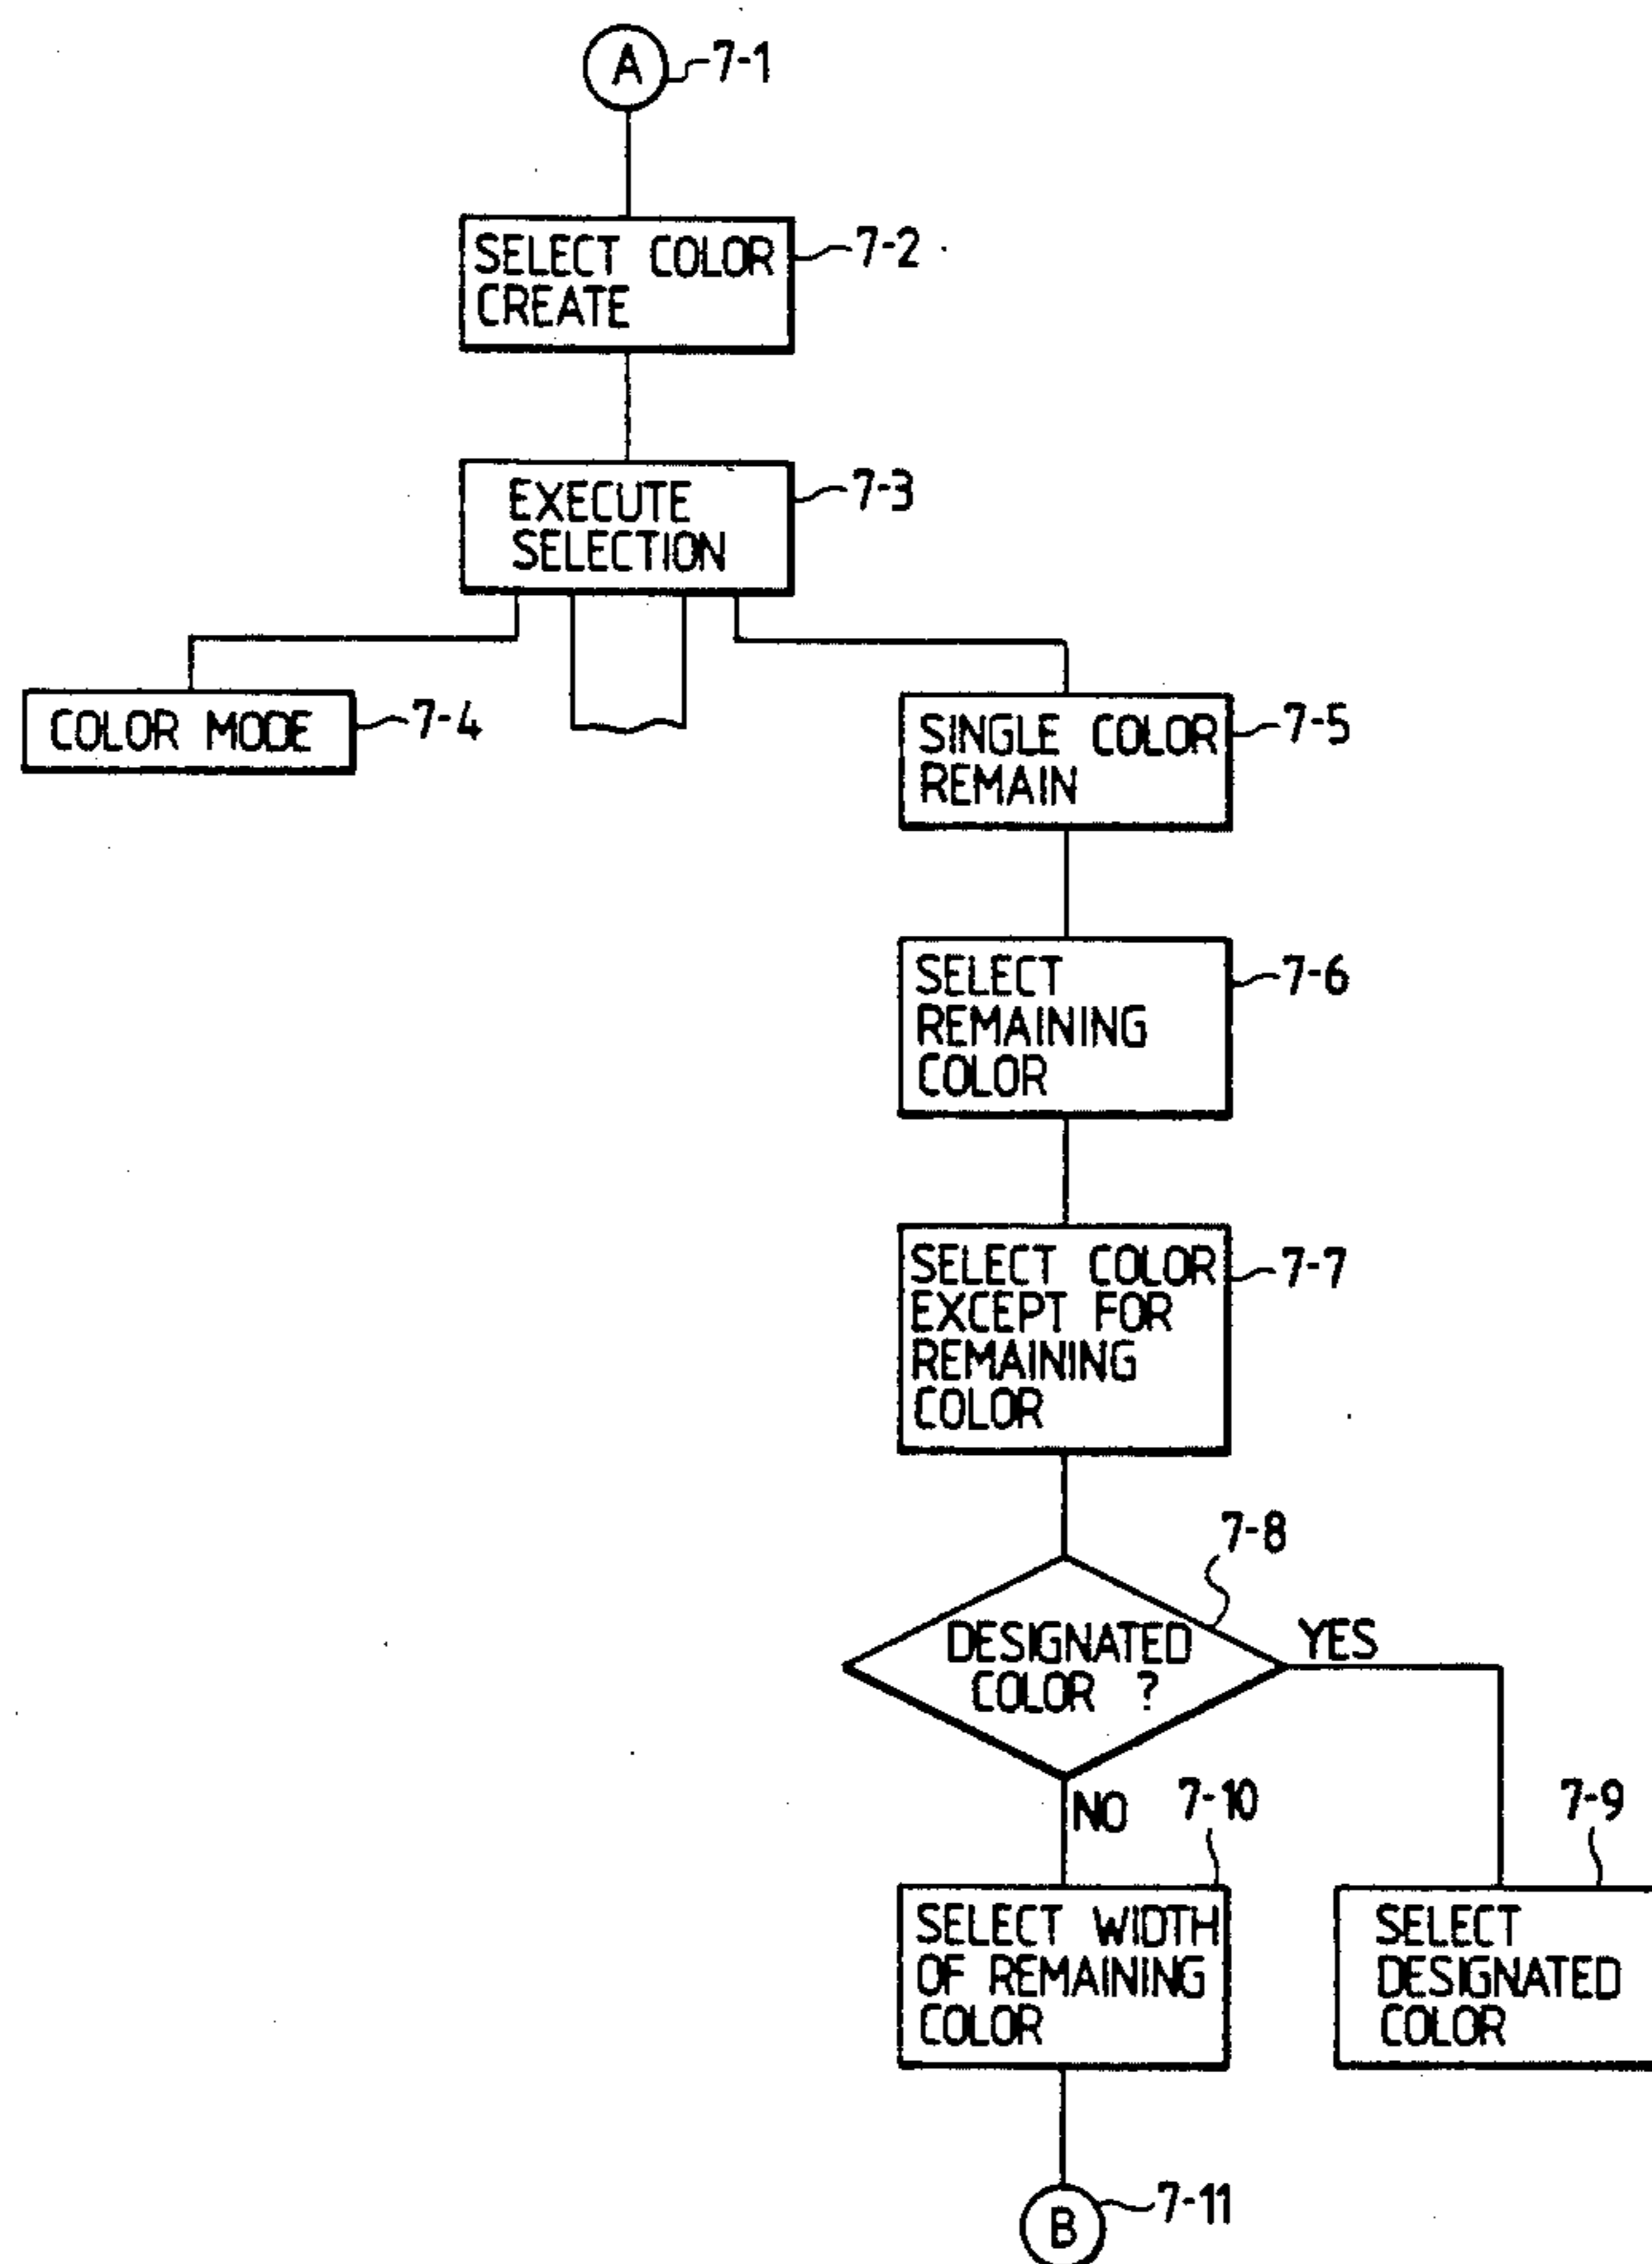 A
7-1
SELECT COLOR
CREATE
7-2
EXECUTE
SELECTION
7-3
COLOR MODE
7-4
SINGLE COLOR
REMAIN
7-5
SELECT
REMAINING
COLOR
7-6
SELECT COLOR
EXCEPT FOR
REMAINING
COLOR
7-7
7-8
DESIGNATED
COLOR ?
YES
NO
7-10
7-9
SELECT WIDTH
OF REMAINING
COLOR
SELECT
DESIGNATED
COLOR
B
7-11